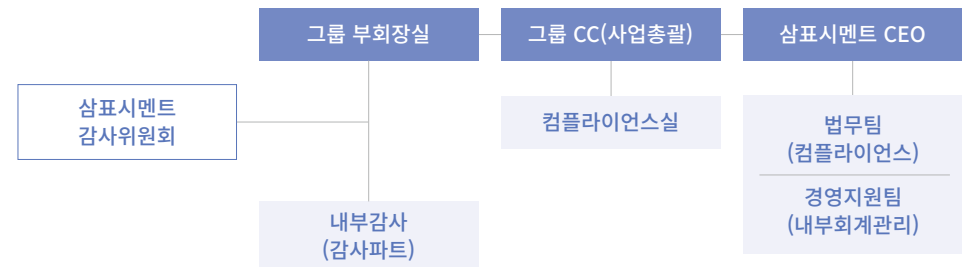 그룹 부회장실
그룹 CC(사업총괄)
삼표시멘트 CEO
삼표시멘트
감사위원회
컴플라이언스실
법무팀
(컴플라이언스)
경영지원팀
(내부회계관리)
내부감사
(감사파트)